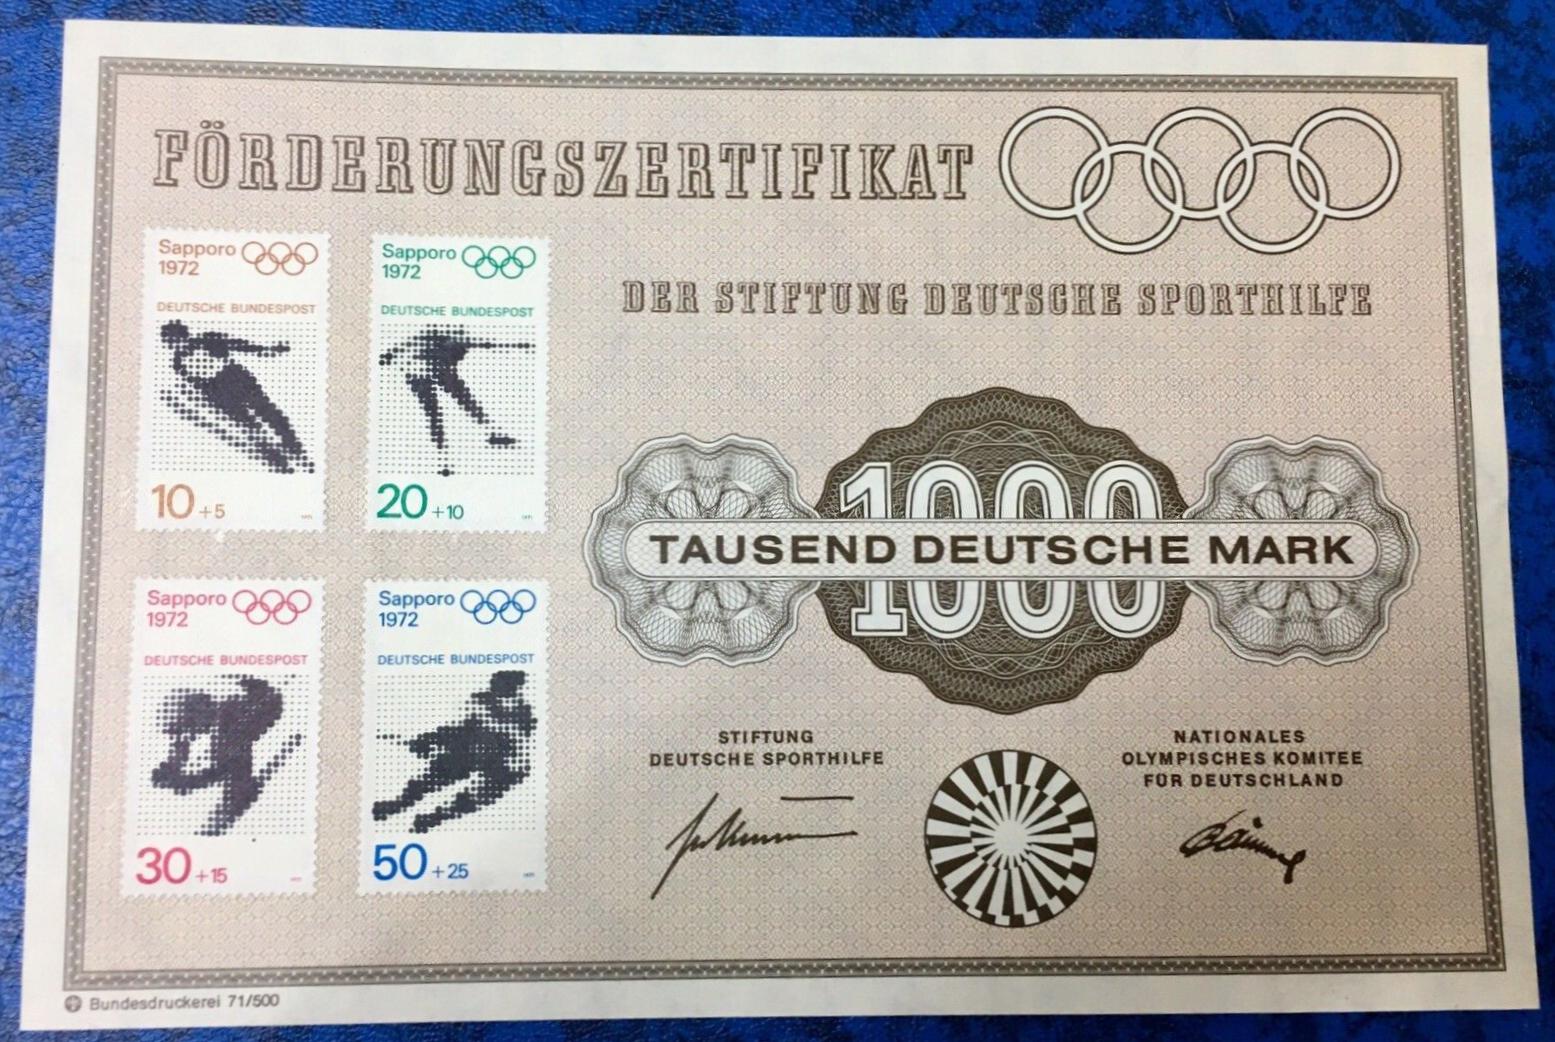 FÖRDERUNGSZERTIFIKAT
DER STIFTUNG DEUTSCHE SPORTHILFE
Sapporo
1972
DEUTSCHE BUNDESPOST
10 +5
Sapporo
1972
DEUTSCHE BUNDESPOST
20 +10
Sapporo
1972
DEUTSCHE BUNDESPOST
30 +15
Sapporo
1972
DEUTSCHE BUNDESPOST
50 +25
1000
TAUSEND DEUTSCHE MARK
STIFTUNG
DEUTSCHE SPORTHILFE
NATIONALES
OLYMPISCHES KOMITEE
FÜR DEUTSCHLAND
Bundesdruckerei 71/500